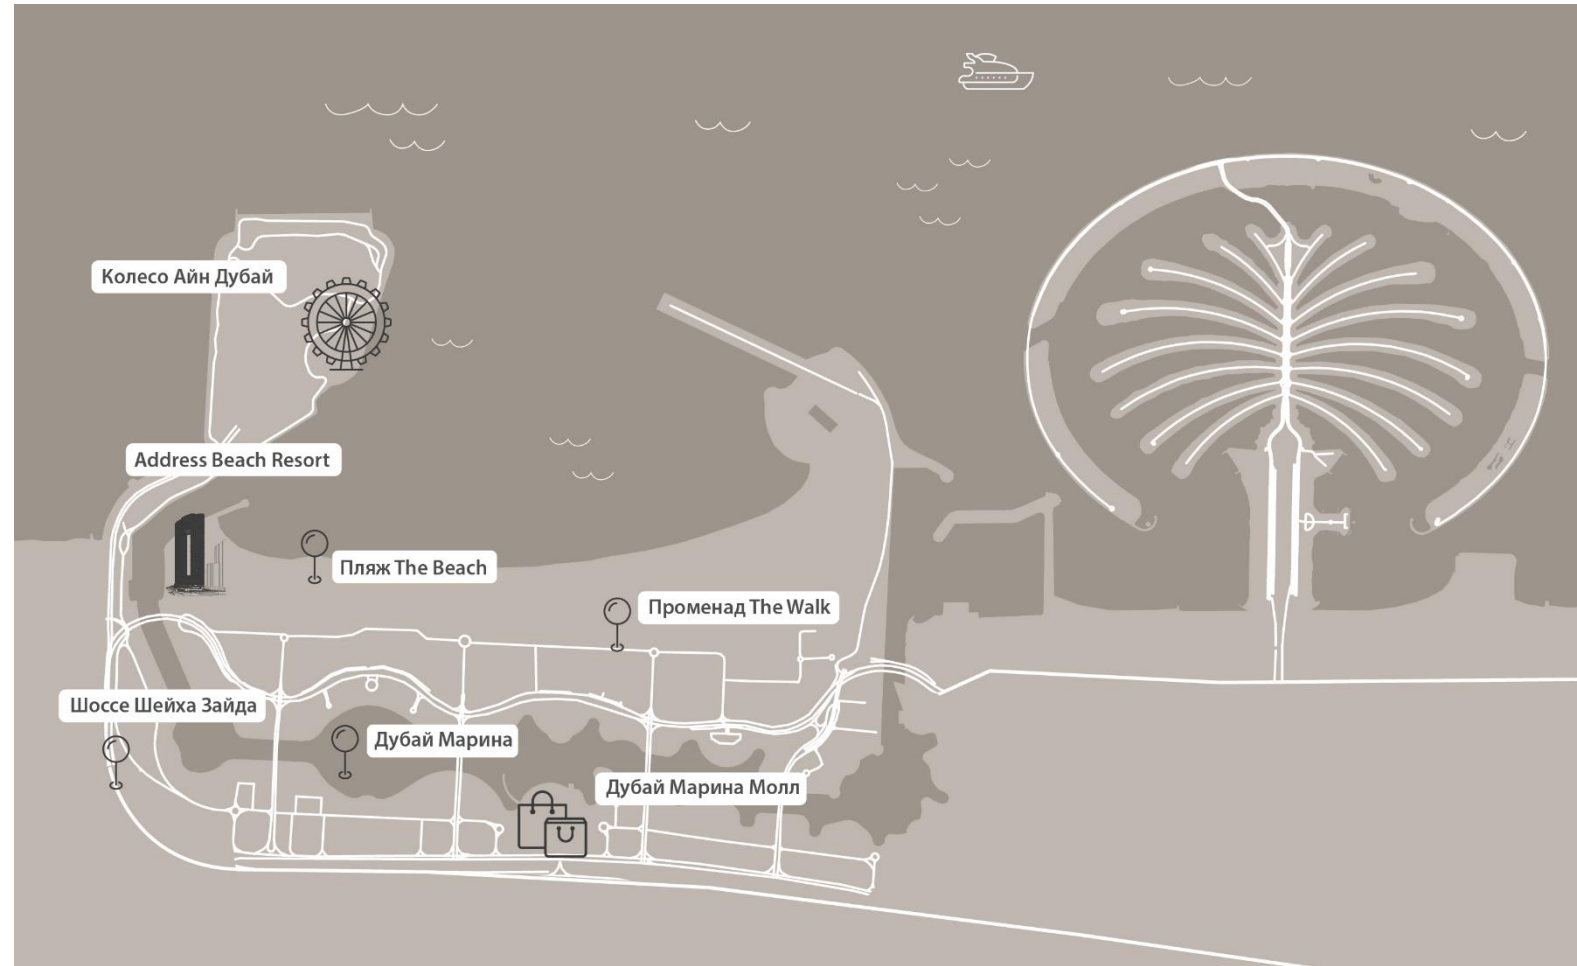 Колесо Айн Дубай
Address Beach Resort
Пляж The Beach
Променад The Walk
Шоссе Шейха Зайда
Дубай Марина
Дубай Марина Молл